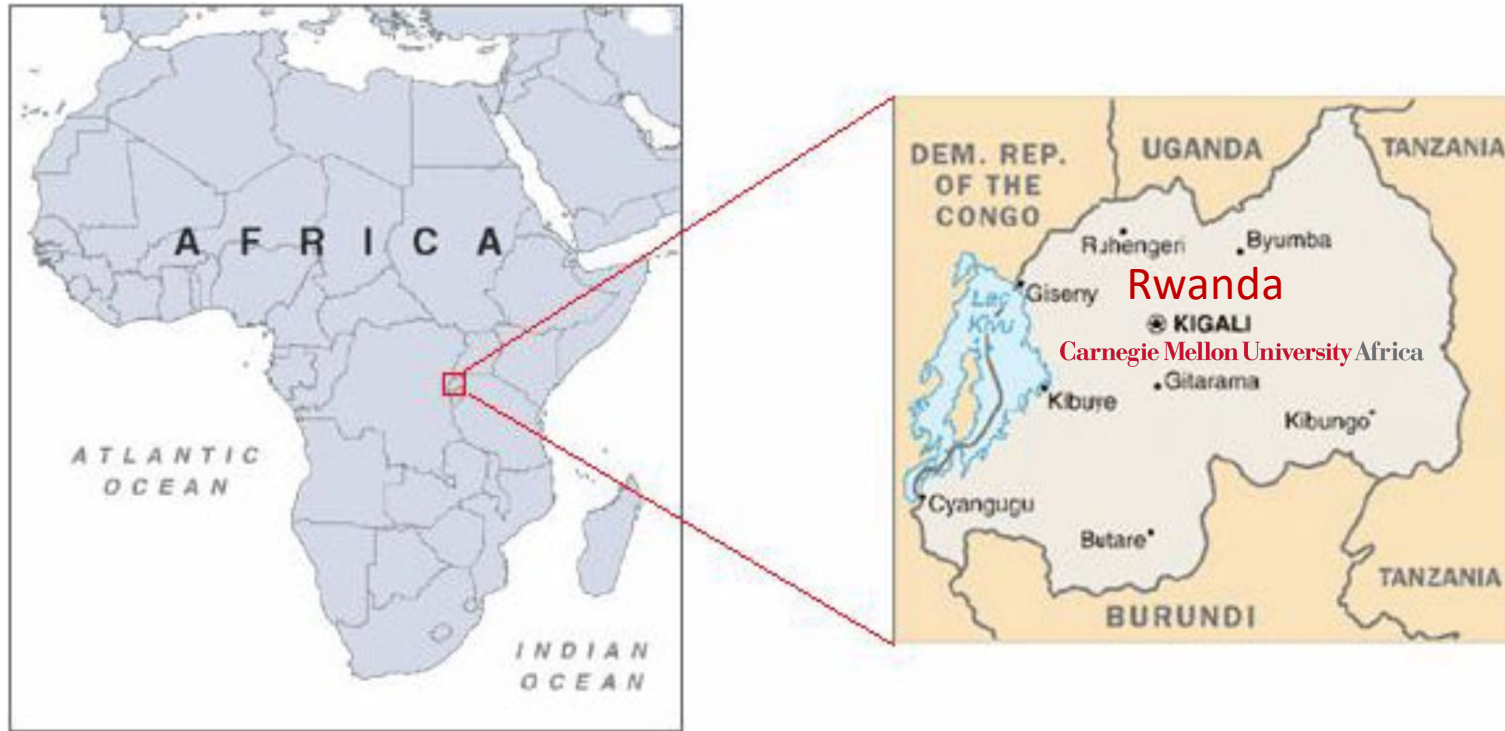 AFRICA
ATLANTIC
OCEAN
INDIAN
OCEAN
DEM. REP.
OF THE
CONGO
UGANDA
TANZANIA
Ruhengeri
Byumba
Giseny
Rwanda
Lac
Kivu
KIGALI
Carnegie Mellon University Africa
Gitarama
Kibuye
Kibungo
Cyangugu
Butare
TANZANIA
BURUNDI